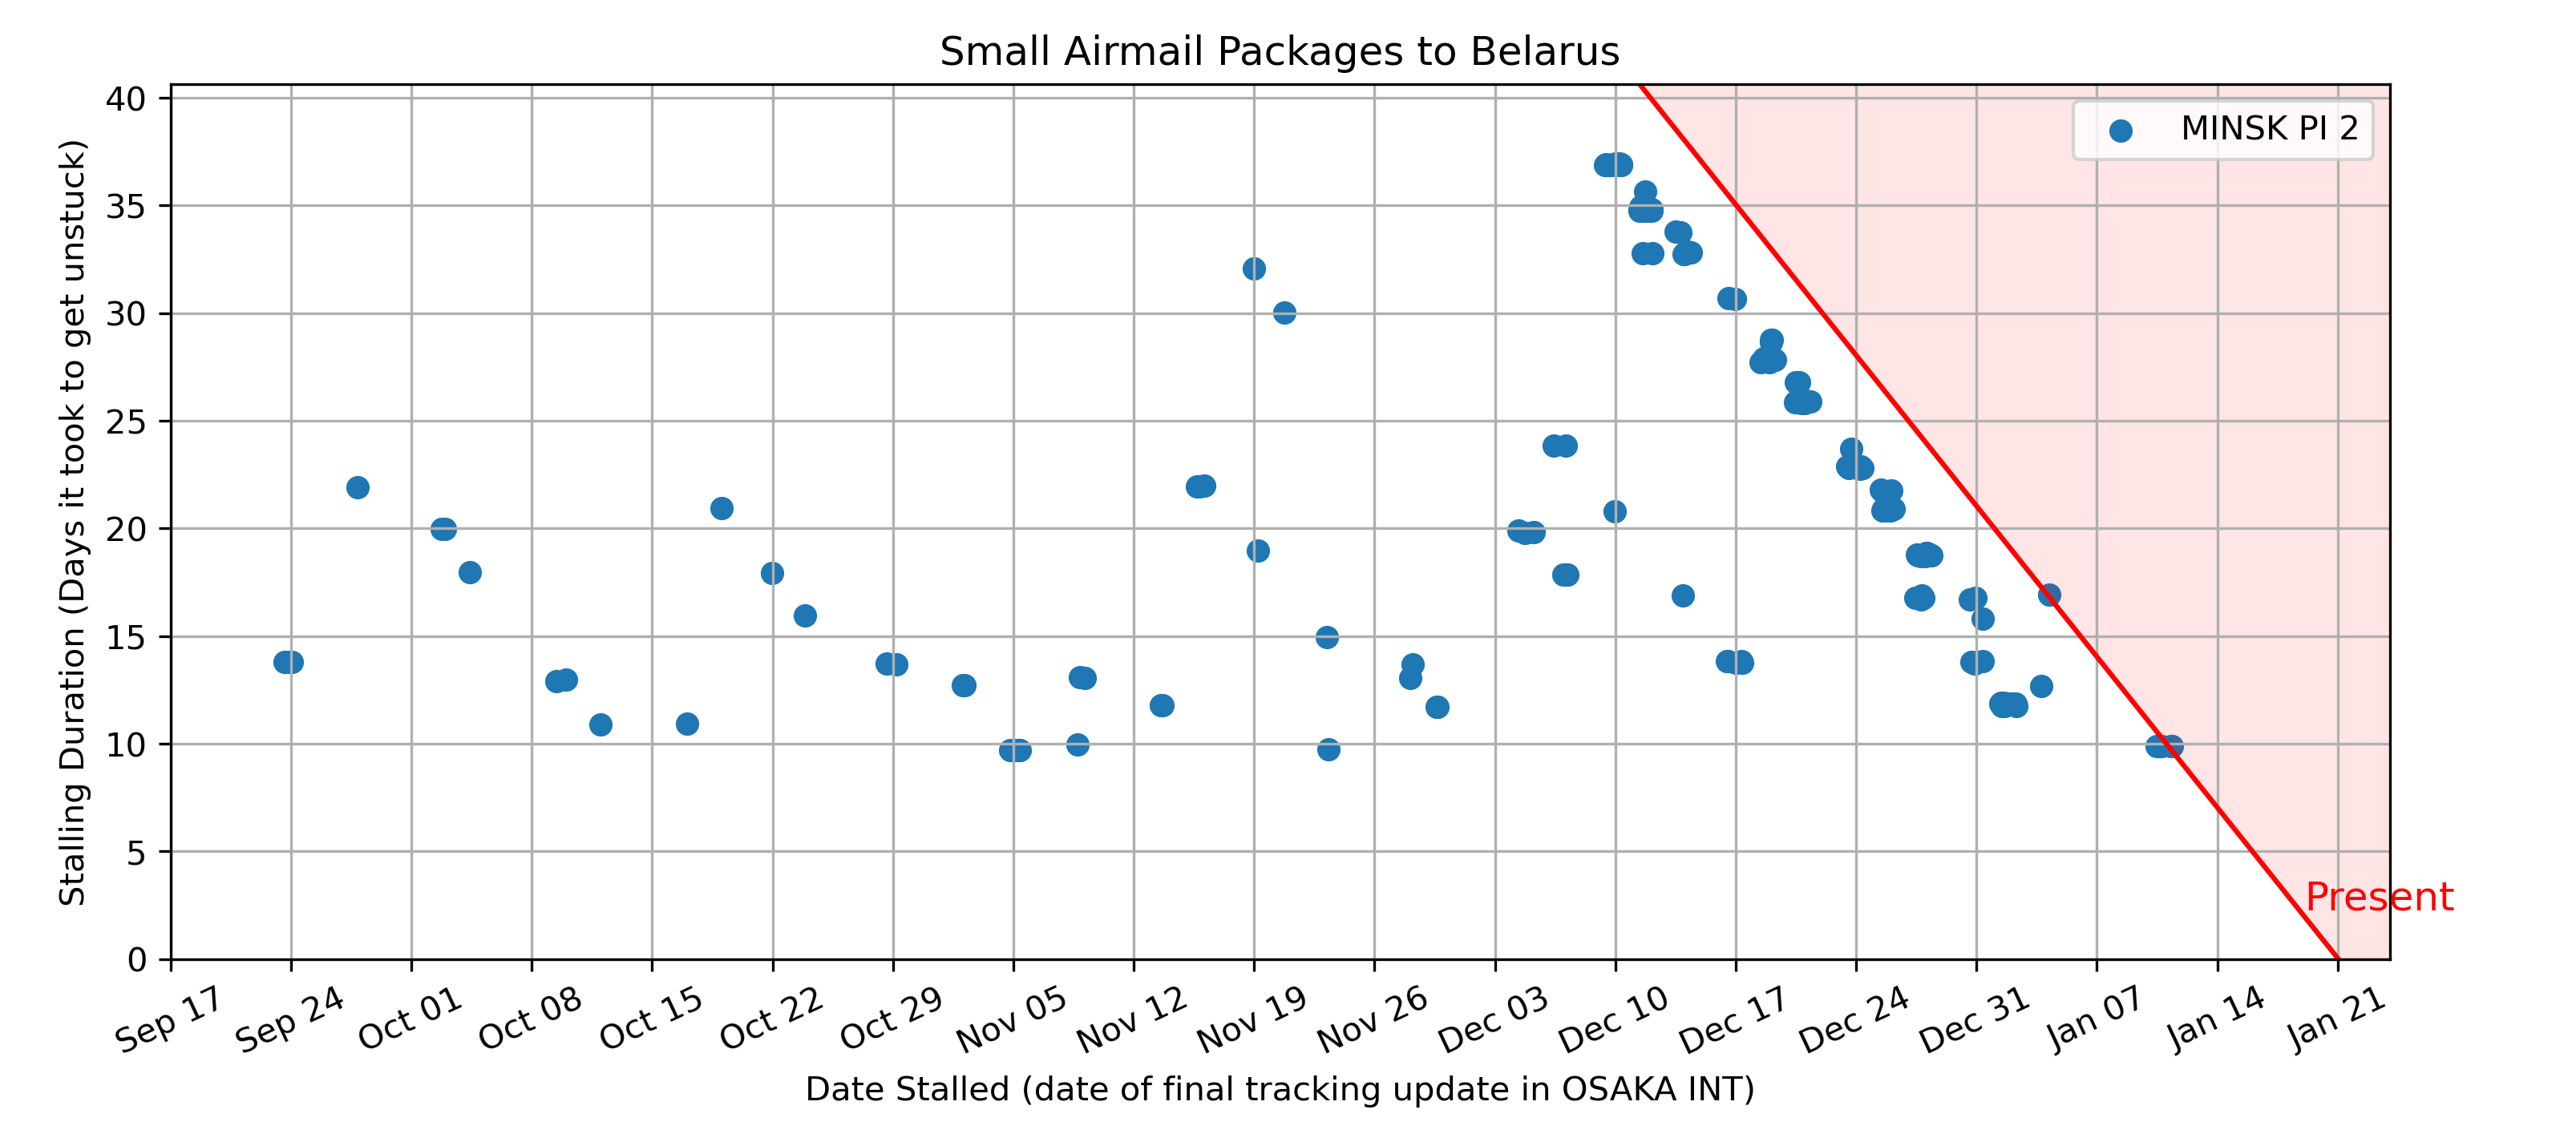 Small Airmail Packages to Belarus
MINSK PI 2
40
35
30
25
20
15
10
5
0
Stalling Duration (Days it took to get unstuck)
Present
Sep 17
Sep 24
Oct 01
Oct 08
Oct 15
Oct 22
Oct 29
Nov 05
Nov 12
Nov 19
Nov 26
Dec 03
Dec 10
Dec 17
Dec 24
Dec 31
Jan 07
Jan 14
Jan 21
Date Stalled (date of final tracking update in OSAKA INT)